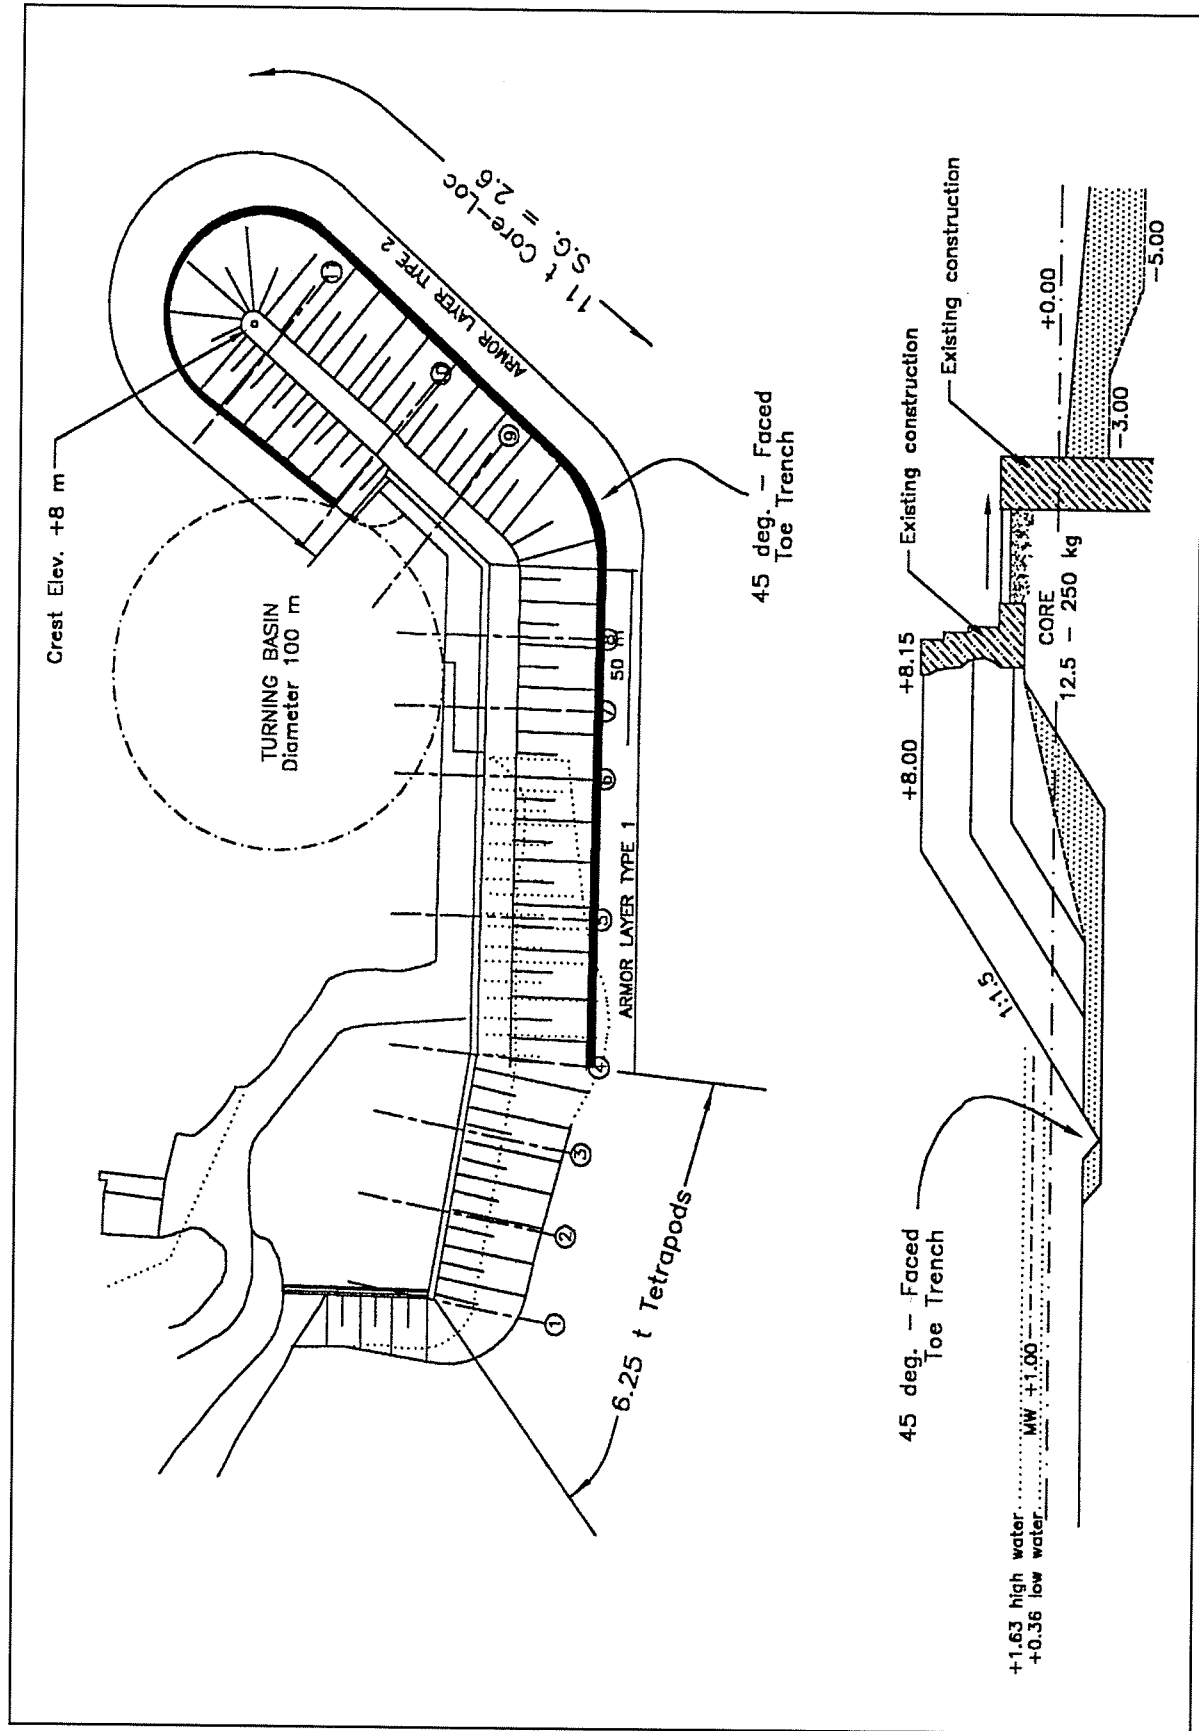 Crest Elev. +8 m
TURNING BASIN
Diameter 100 m
11 t Core-Loc
S.G. = 2.6
ARMOR LAYER TYPE 2
11
9
50 m
8
7
6
5
4
3
2
1
ARMOR LAYER TYPE 1
45 deg. - Faced
Toe Trench
6.25 t Tetrapods
Existing construction
Existing construction
+8.15
+8.00
+0.00
CORE
12.5 - 250 kg
-3.00
-5.00
1:1.5
45 deg. - Faced
Toe Trench
MW +1.00
+1.63 high water
+0.36 low water